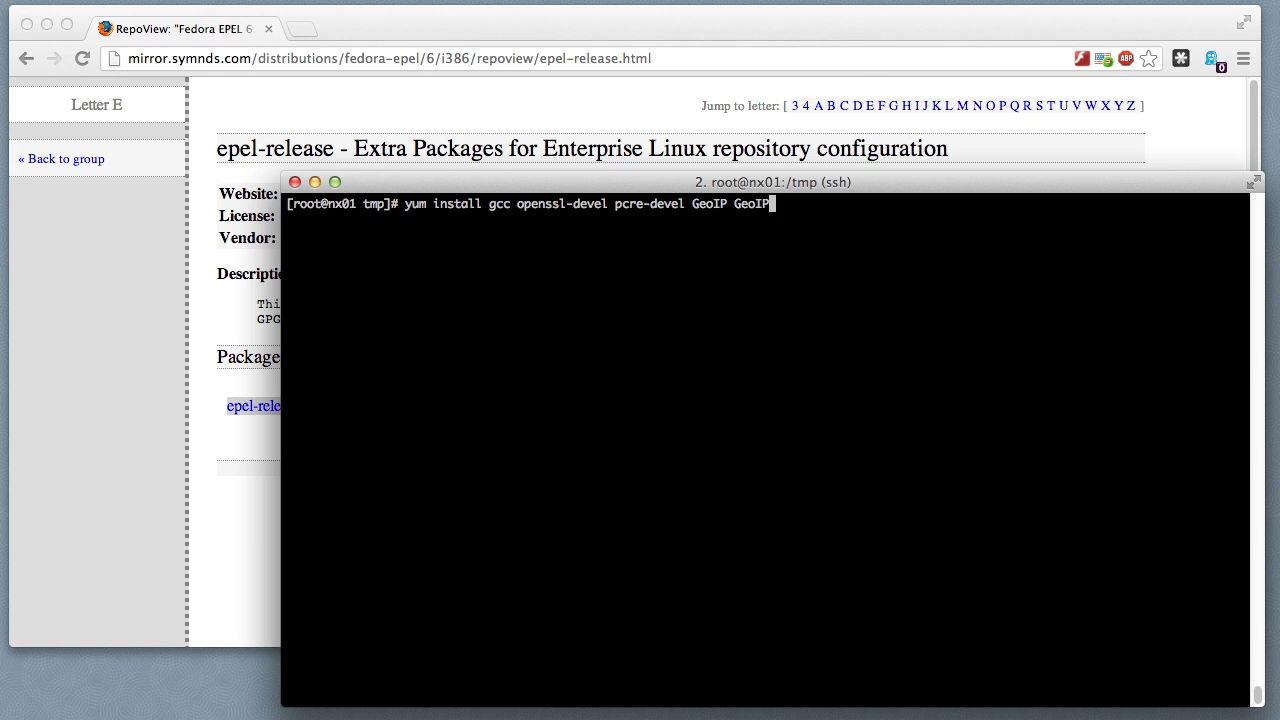 RepoView: "Fedora EPEL 6
mirror.symnds.com/distributions/fedora-epel/6/i386/repoview/epel-release.html
ABP
0
Letter E
« Back to group
Jump to letter: [ 3 4 A B C D E F G H I J K L M N O P Q R S T U V W X Y Z ]
epel-release - Extra Packages for Enterprise Linux repository configuration
Website:
License:
Vendor:
Descriptio
Thi
GPG
Package
epel-rele
2. root@nx01:/tmp (ssh)
[root@nx01 tmp]# yum install gcc openssl-devel pcre-devel GeoIP GeoIP